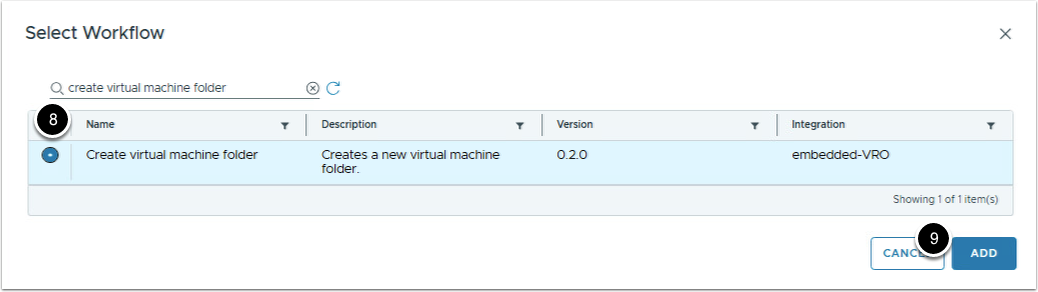 Select Workflow
create virtual machine folder
8
Name Description Version Integration
Create virtual machine folder Creates a new virtual machine folder. 0.2.0 embedded-VRO
Showing 1 of 1 item(s)
9
ADD